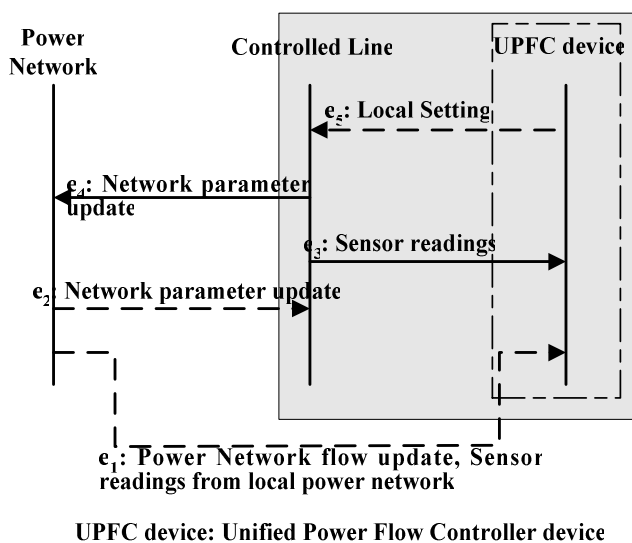 Power
Network
Controlled Line
UPFC device
e5: Local Setting
e4: Network parameter
update
e3: Sensor readings
e2: Network parameter update
e1: Power Network flow update, Sensor
readings from local power network
UPFC device: Unified Power Flow Controller device